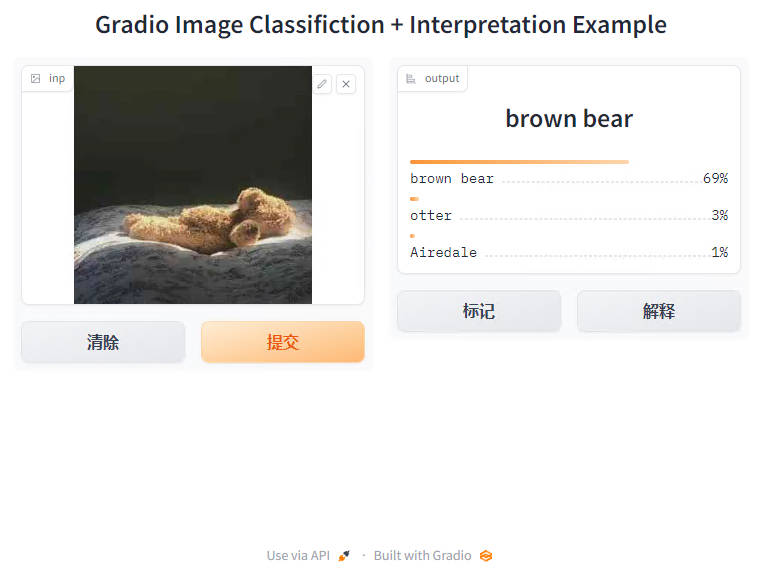 Gradio Image Classifiction + Interpretation Example
inp
清除
提交
output
brown bear
brown bear 69%
otter 3%
Airedale 1%
标记
解释
Use via API · Built with Gradio